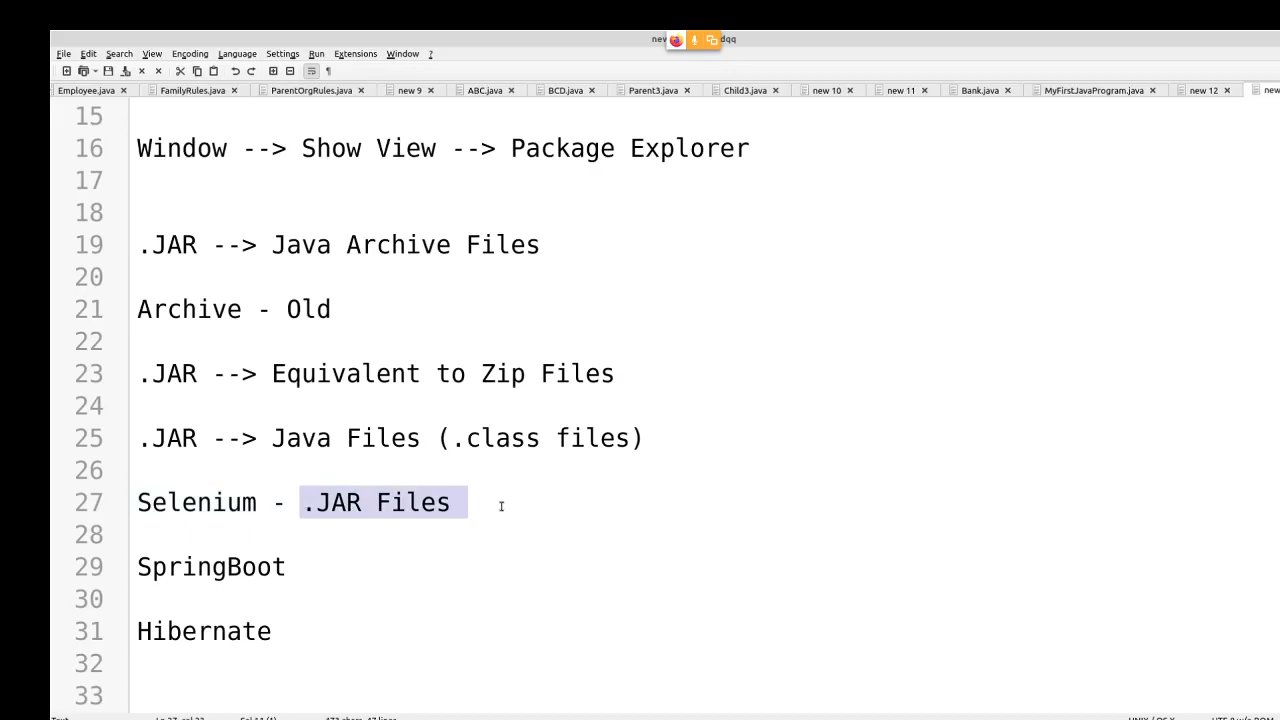 new dqq
File Edit Search View Encoding Language Settings Run Extensions Window ?
Employee.java FamilyRules.java ParentOrgRules.java new 9 ABC.java BCD.java Parent3.java Child3.java new 10 new 11 Bank.java MyFirstJavaProgram.java new 12 new
15
16 Window --> Show View --> Package Explorer
17
18
19 .JAR --> Java Archive Files
20
21 Archive - Old
22
23 .JAR --> Equivalent to Zip Files
24
25 .JAR --> Java Files (.class files)
26
27 Selenium - .JAR Files
28
29 SpringBoot
30
31 Hibernate
32
33